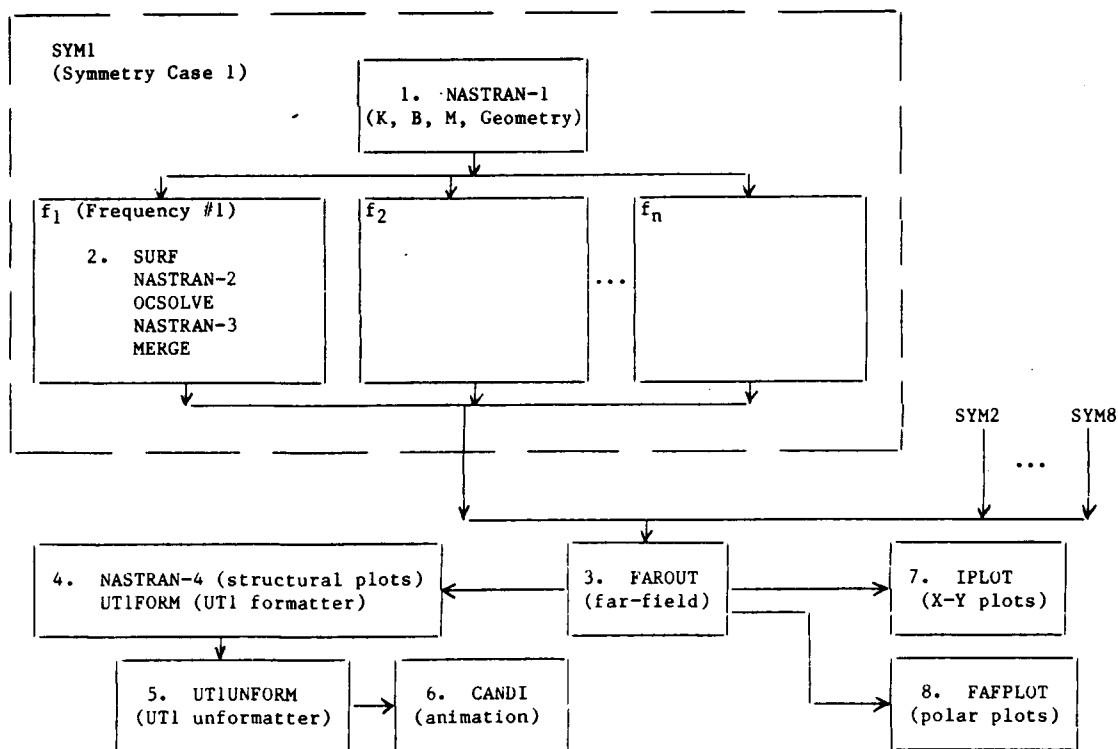 SYM1
(Symmetry Case 1)
1. NASTRAN-1
(K, B, M, Geometry)
f1 (Frequency #1)
2. SURF
NASTRAN-2
OCSOLVE
NASTRAN-3
MERGE
f2
...
fn
SYM2
...
SYM8
4. NASTRAN-4 (structural plots)
UT1FORM (UT1 formatter)
3. FAROUT
(far-field)
7. IPLOT
(X-Y plots)
5. UT1UNFORM
(UT1 unformatter)
6. CANDI
(animation)
8. FAFPLOT
(polar plots)